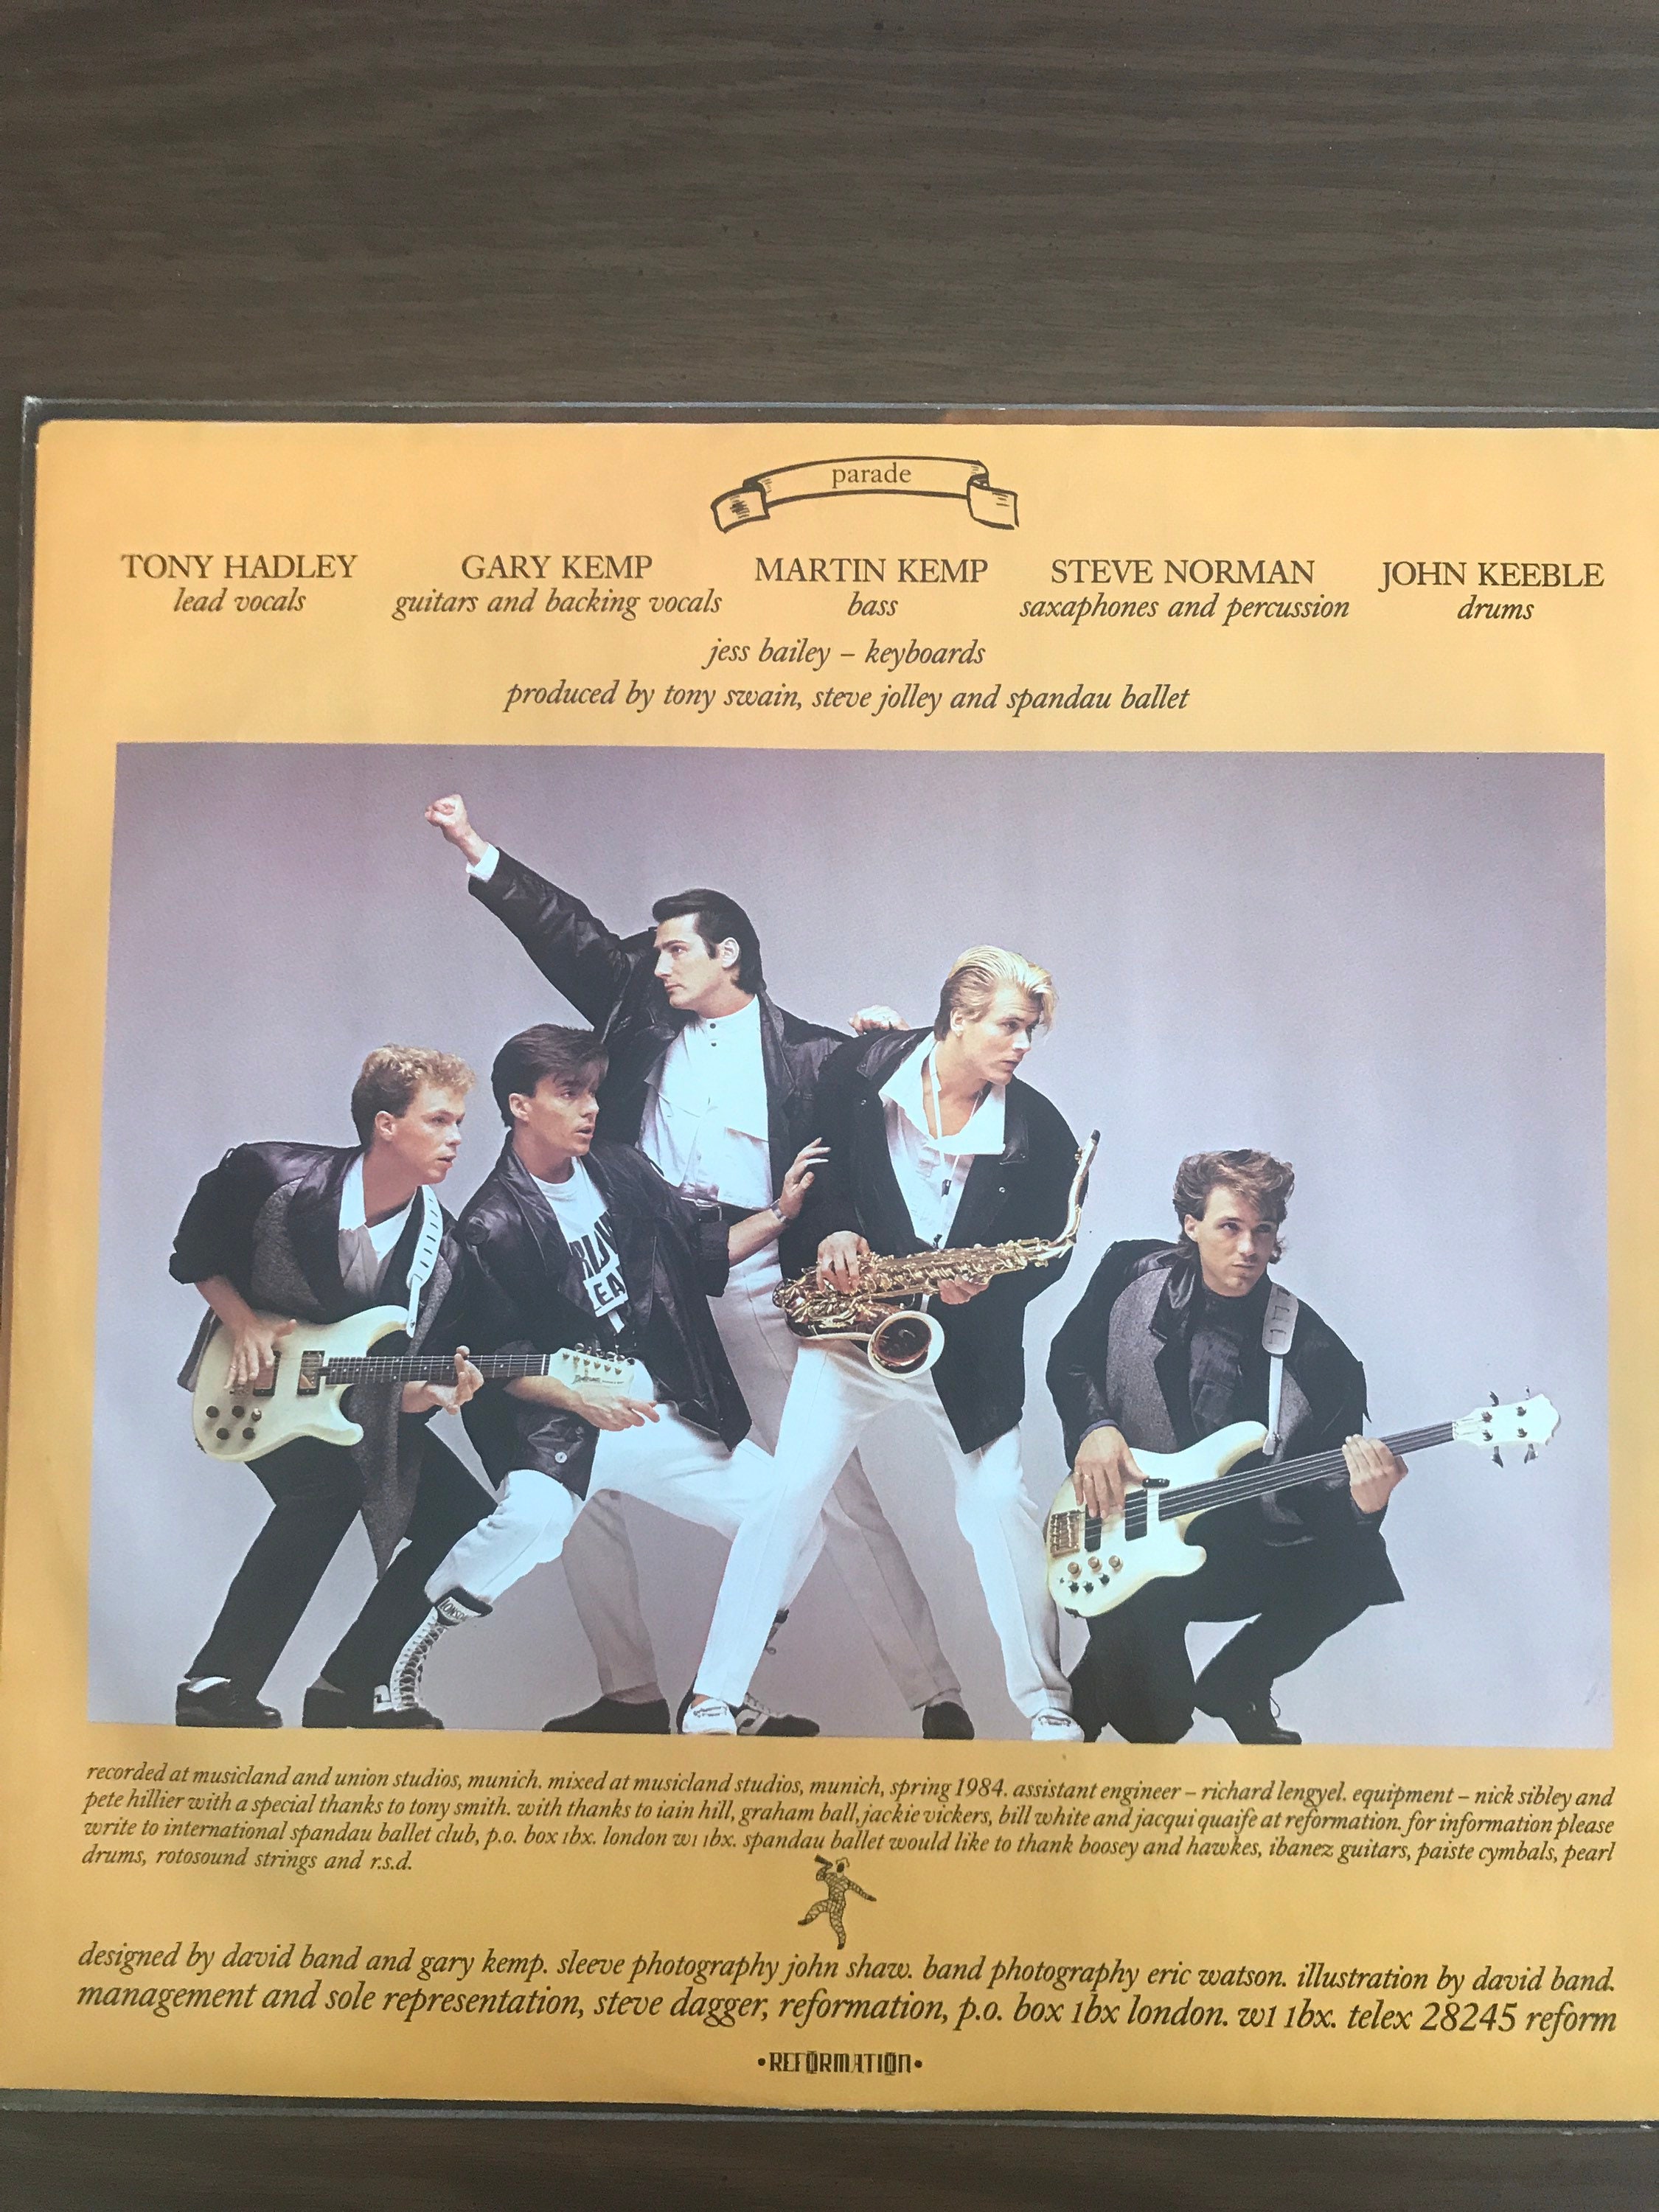 parade
TONY HADLEY GARY KEMP MARTIN KEMP STEVE NORMAN JOHN KEEBLE
lead vocals guitars and backing vocals bass saxaphones and percussion drums
jess bailey – keyboards
produced by tony swain, steve jolley and spandau ballet
recorded at musicland and union studios, munich. mixed at musicland studios, munich, spring 1984. assistant engineer – richard lengyel. equipment – nick sibley and
pete hillier with a special thanks to tony smith. with thanks to iain hill, graham ball, jackie vickers, bill white and jacqui quaife at reformation. for information please
write to international spandau ballet club, p.o. box 1bx. london w1 1bx. spandau ballet would like to thank boosey and hawkes, ibanez guitars, paiste cymbals, pearl
drums, rotosound strings and r.s.d.
designed by david band and gary kemp. sleeve photography john shaw. band photography eric watson. illustration by david band.
management and sole representation, steve dagger, reformation, p.o. box 1bx london. w1 1bx. telex 28245 reform
•REFORMATION•